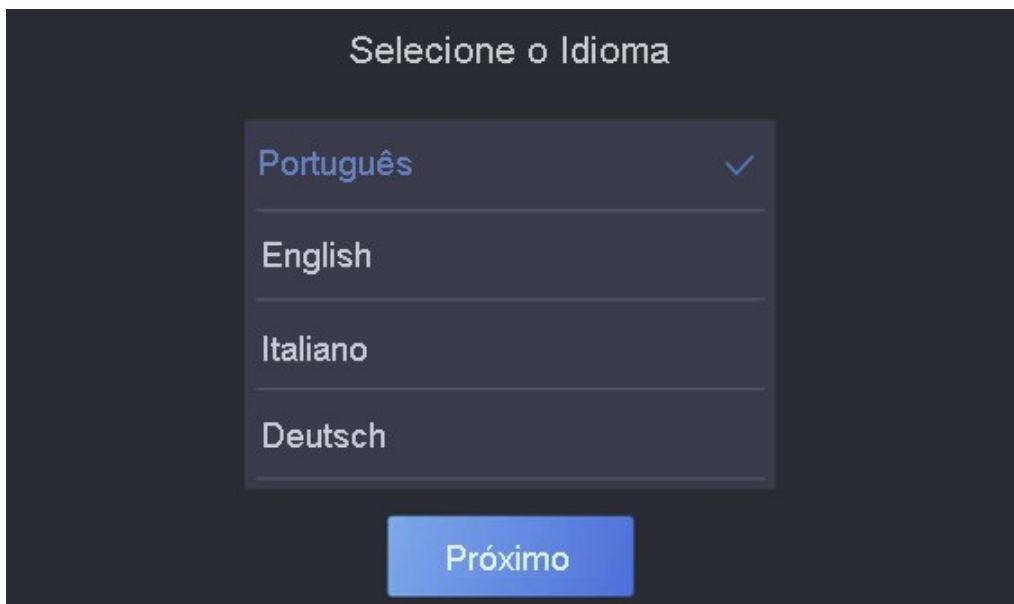 Selecione o Idioma
Português
English
Italiano
Deutsch
Próximo